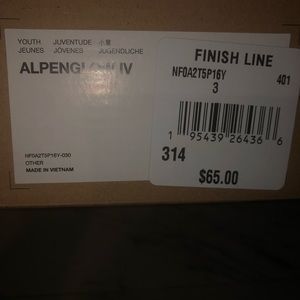 YOUTH JUVENTUDE 小童
JEUNES JÓVENES JUGENDLICHE
ALPENGLOW IV
NF0A2T5P16Y-030
OTHER
MADE IN VIETNAM
FINISH LINE
NF0A2T5P16Y
3
401
1 95439 26436 6
314
$65.00